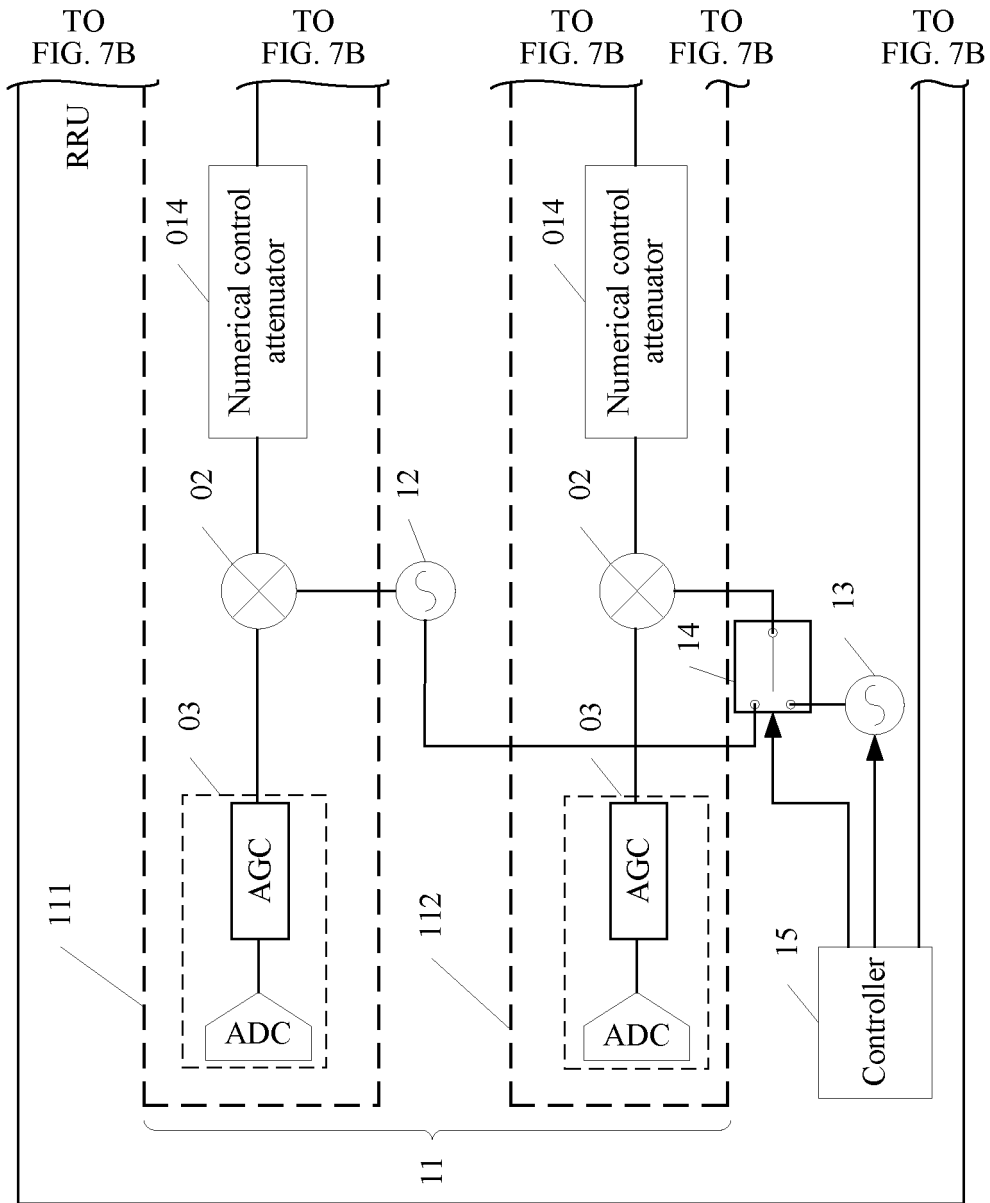 TO
FIG. 7B
TO
FIG. 7B
TO
FIG. 7B
TO
FIG. 7B
TO
FIG. 7B
RRU
014
Numerical control
attenuator
014
Numerical control
attenuator
02
12
02
13
14
03
03
AGC
AGC
111
112
15
ADC
ADC
Controller
11